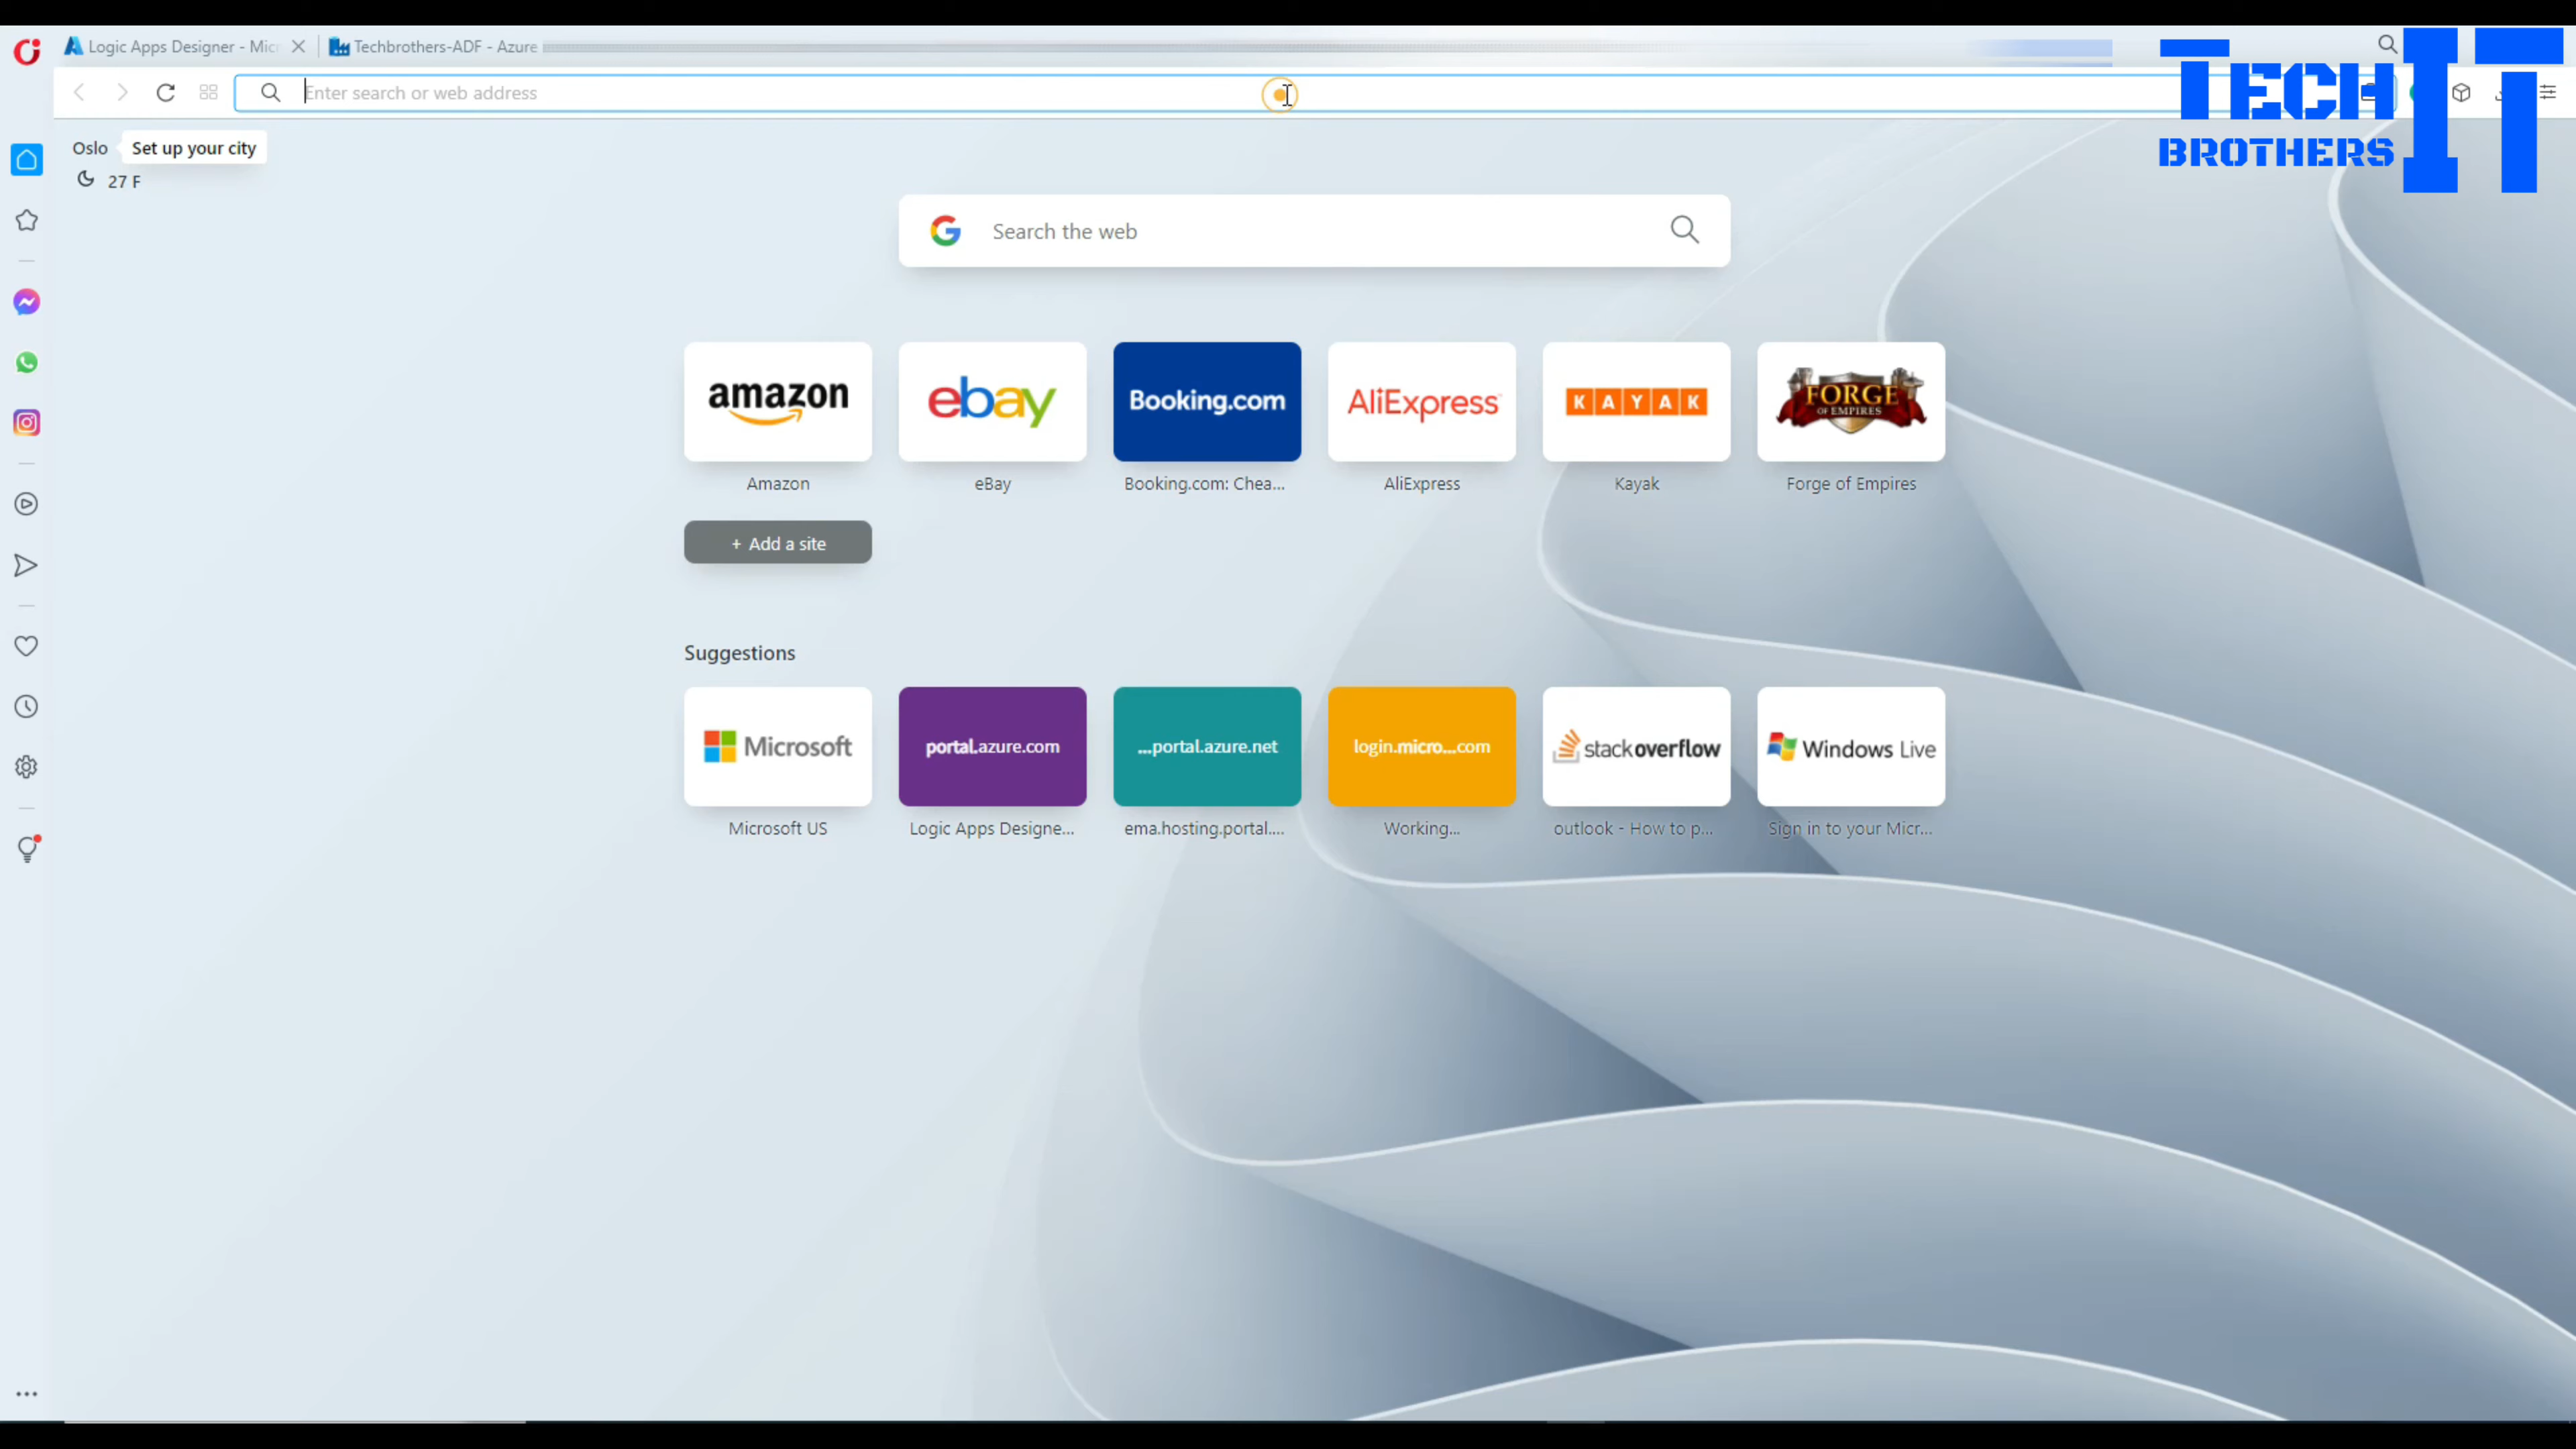 Logic Apps Designer - Micr
Techbrothers-ADF - Azure
TECH IT
BROTHERS
Enter search or web address
Oslo
Set up your city
27 F
Search the web
amazon
ebay
Booking.com
AliExpress
KAYAK
FORGE
OF EMPIRES
Amazon
eBay
Booking.com: Chea...
AliExpress
Kayak
Forge of Empires
+ Add a site
Suggestions
Microsoft
portal.azure.com
...portal.azure.net
login.micro...com
stackoverflow
Windows Live
Microsoft US
Logic Apps Designe...
ema.hosting.portal....
Working...
outlook - How to p...
Sign in to your Micr...